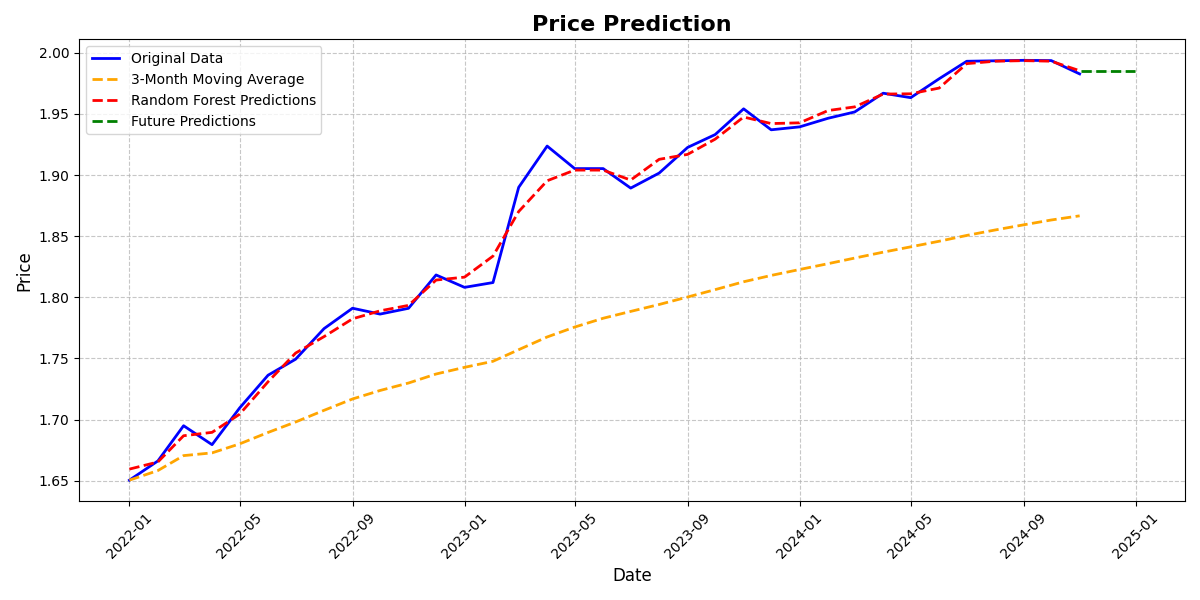 Price Prediction
Original Data
3-Month Moving Average
Random Forest Predictions
Future Predictions
2.00
1.95
1.90
1.85
1.80
1.75
1.70
1.65
Price
2022-01
2022-05
2022-09
2023-01
2023-05
2023-09
2024-01
2024-05
2024-09
2025-01
Date